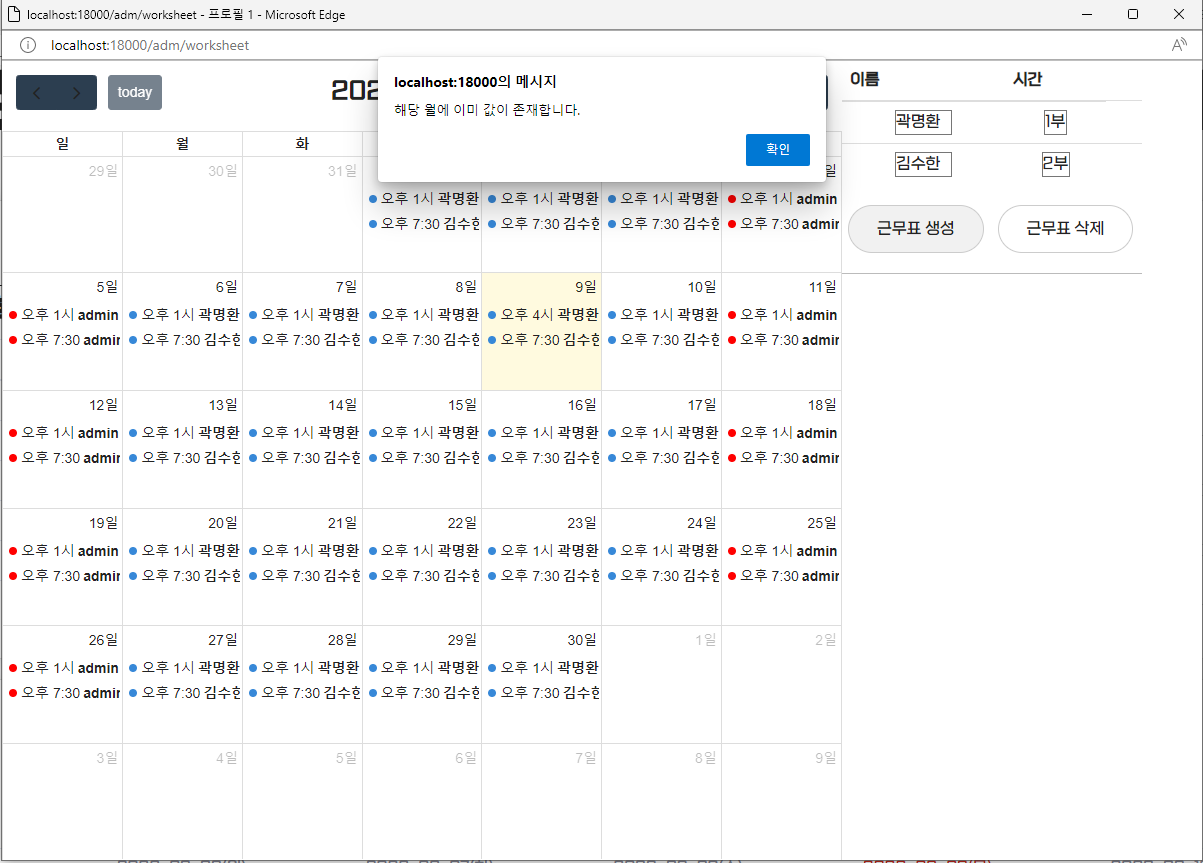 localhost:18000/adm/worksheet - 프로필 1 - Microsoft Edge
localhost:18000/adm/worksheet
today
202
localhost:18000의 메시지
해당 월에 이미 값이 존재합니다.
확인
이름 시간
곽명환 1부
김수한 2부
근무표 생성 근무표 삭제
일 월 화
29일 30일 31일 일
오후 1시 곽명환 오후 1시 곽명환 오후 1시 곽명환 오후 1시 admin
오후 7:30 김수한 오후 7:30 김수한 오후 7:30 김수한 오후 7:30 admin
5일 6일 7일 8일 9일 10일 11일
오후 1시 admin 오후 1시 곽명환 오후 1시 곽명환 오후 1시 곽명환 오후 4시 곽명환 오후 1시 곽명환 오후 1시 admin
오후 7:30 admin 오후 7:30 김수한 오후 7:30 김수한 오후 7:30 김수한 오후 7:30 김수한 오후 7:30 김수한 오후 7:30 admin
12일 13일 14일 15일 16일 17일 18일
오후 1시 admin 오후 1시 곽명환 오후 1시 곽명환 오후 1시 곽명환 오후 1시 곽명환 오후 1시 곽명환 오후 1시 admin
오후 7:30 admin 오후 7:30 김수한 오후 7:30 김수한 오후 7:30 김수한 오후 7:30 김수한 오후 7:30 김수한 오후 7:30 admin
19일 20일 21일 22일 23일 24일 25일
오후 1시 admin 오후 1시 곽명환 오후 1시 곽명환 오후 1시 곽명환 오후 1시 곽명환 오후 1시 곽명환 오후 1시 admin
오후 7:30 admin 오후 7:30 김수한 오후 7:30 김수한 오후 7:30 김수한 오후 7:30 김수한 오후 7:30 김수한 오후 7:30 admin
26일 27일 28일 29일 30일 1일 2일
오후 1시 admin 오후 1시 곽명환 오후 1시 곽명환 오후 1시 곽명환 오후 1시 곽명환
오후 7:30 admin 오후 7:30 김수한 오후 7:30 김수한 오후 7:30 김수한 오후 7:30 김수한
3일 4일 5일 6일 7일 8일 9일